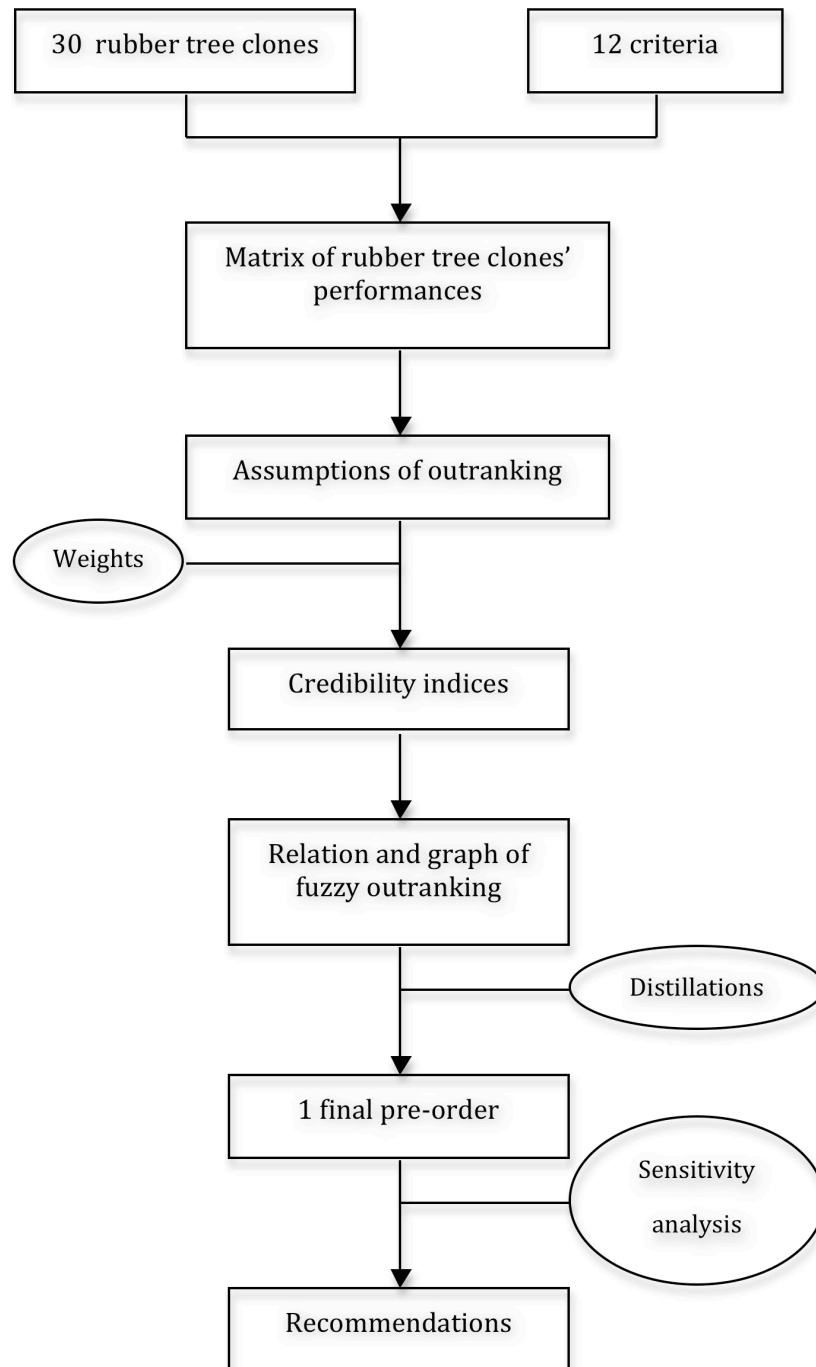 30 rubber tree clones
12 criteria
Matrix of rubber tree clones’
performances
Assumptions of outranking
Weights
Credibility indices
Relation and graph of
fuzzy outranking
Distillations
1 final pre-order
Sensitivity
analysis
Recommendations